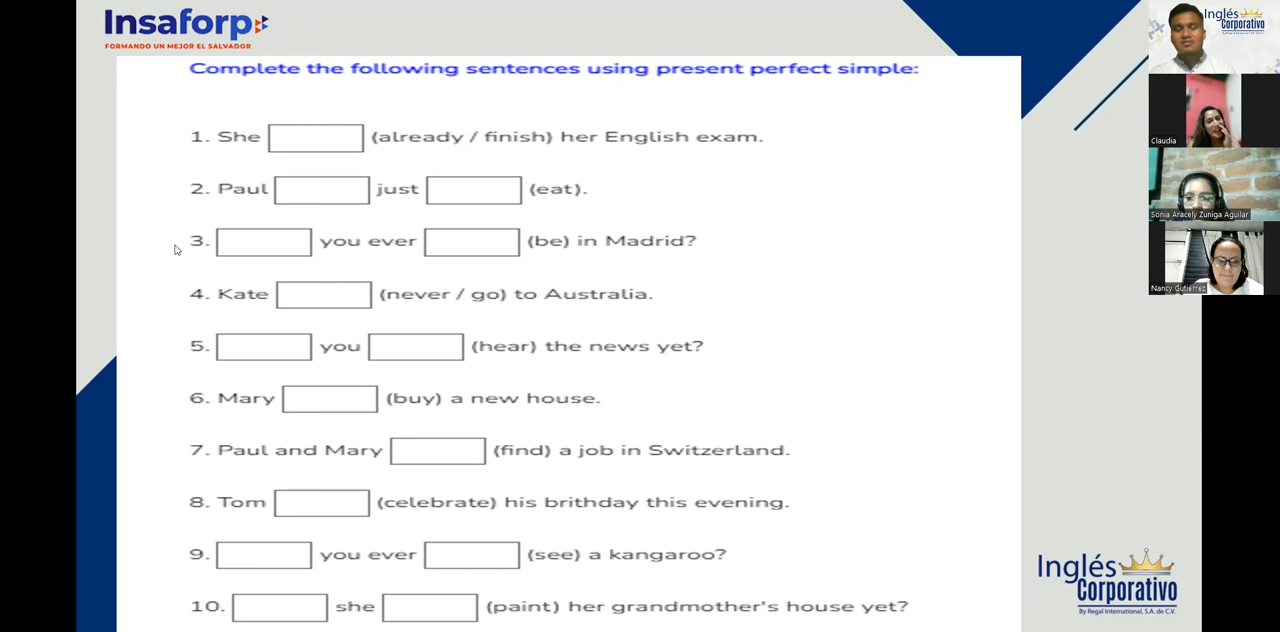 Insaforp
FORMANDO UN MEJOR EL SALVADOR
Complete the following sentences using present perfect simple:
1. She (already / finish) her English exam.
2. Paul just (eat).
3. you ever (be) in Madrid?
4. Kate (never / go) to Australia.
5. you (hear) the news yet?
6. Mary (buy) a new house.
7. Paul and Mary (find) a job in Switzerland.
8. Tom (celebrate) his brithday this evening.
9. you ever (see) a kangaroo?
10. she (paint) her grandmother's house yet?
Inglés
Corporativo
Claudia
Sonia Aracely Zuniga Aguilar
Nancy Gutiérrez
Inglés
Corporativo
By Regal International, S.A. de C.V.